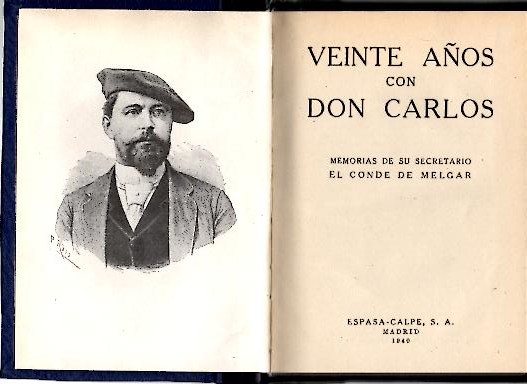 VEINTE AÑOS
CON
DON CARLOS
MEMORIAS DE SU SECRETARIO
EL CONDE DE MELGAR
ESPASA-CALPE, S. A.
MADRID
1940